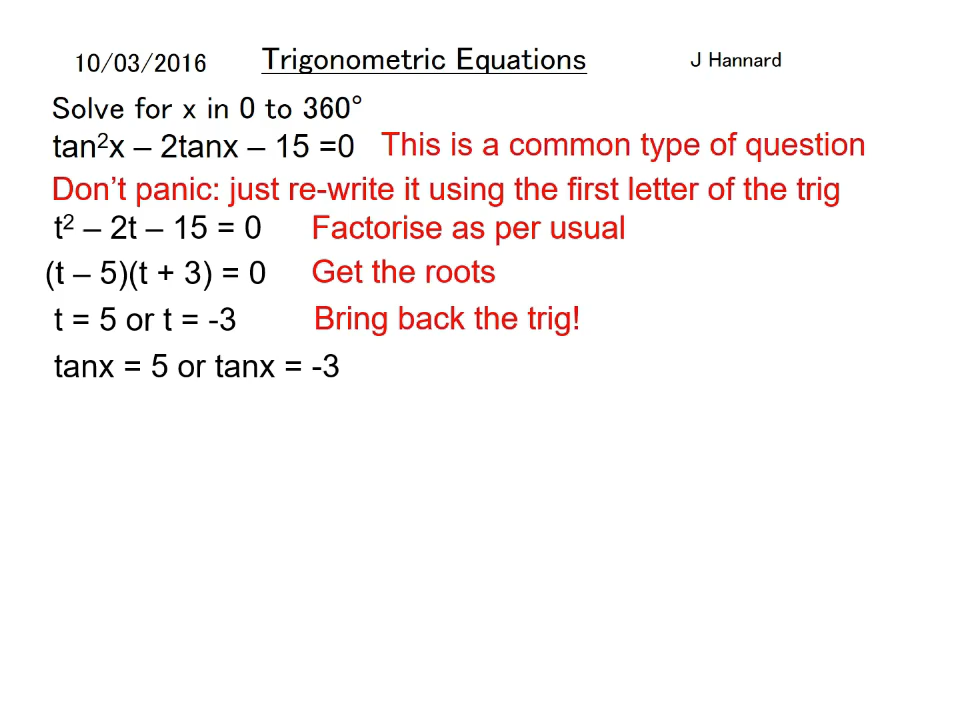 10/03/2016 Trigonometric Equations J Hannard
Solve for x in 0 to 360°
tan²x – 2tanx – 15 =0 This is a common type of question
Don’t panic: just re-write it using the first letter of the trig
t² – 2t – 15 = 0 Factorise as per usual
(t – 5)(t + 3) = 0 Get the roots
t = 5 or t = -3 Bring back the trig!
tanx = 5 or tanx = -3